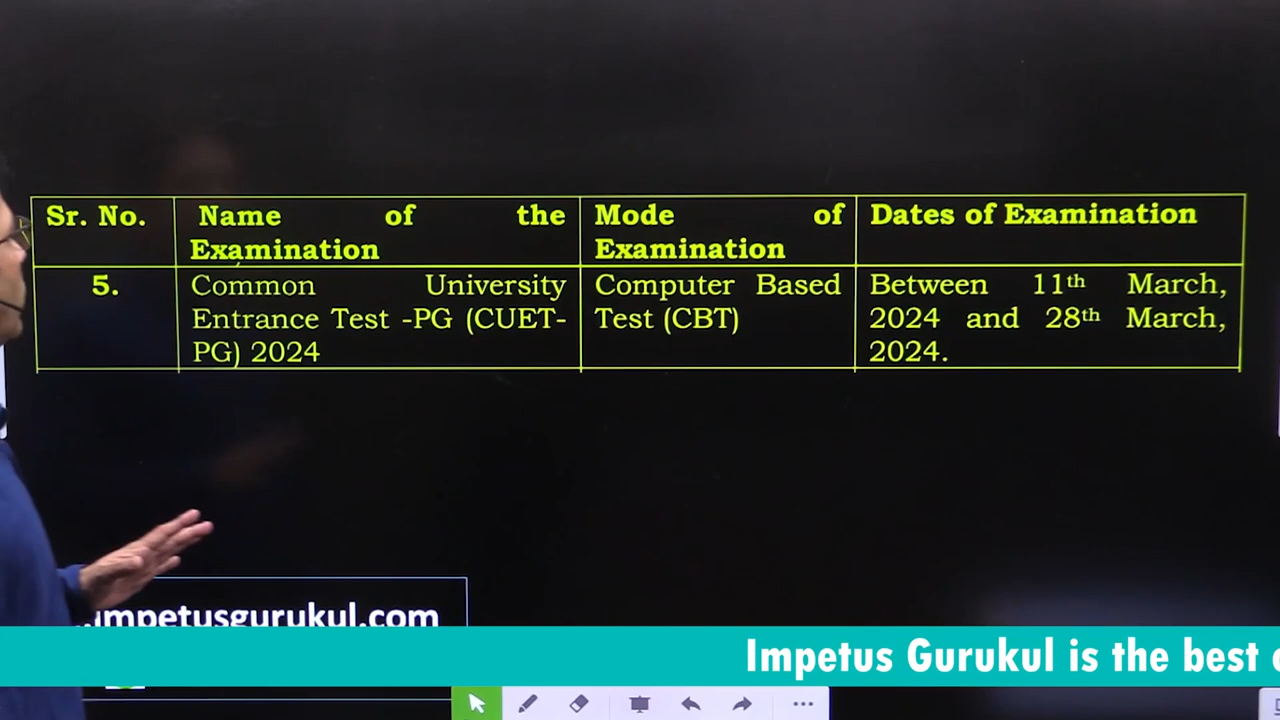 Sr. No. Name of the Examination Mode of Examination Dates of Examination
5. Common University Entrance Test -PG (CUET-PG) 2024 Computer Based Test (CBT) Between 11th March, 2024 and 28th March, 2024.
impetusgurukul.com
Impetus Gurukul is the best